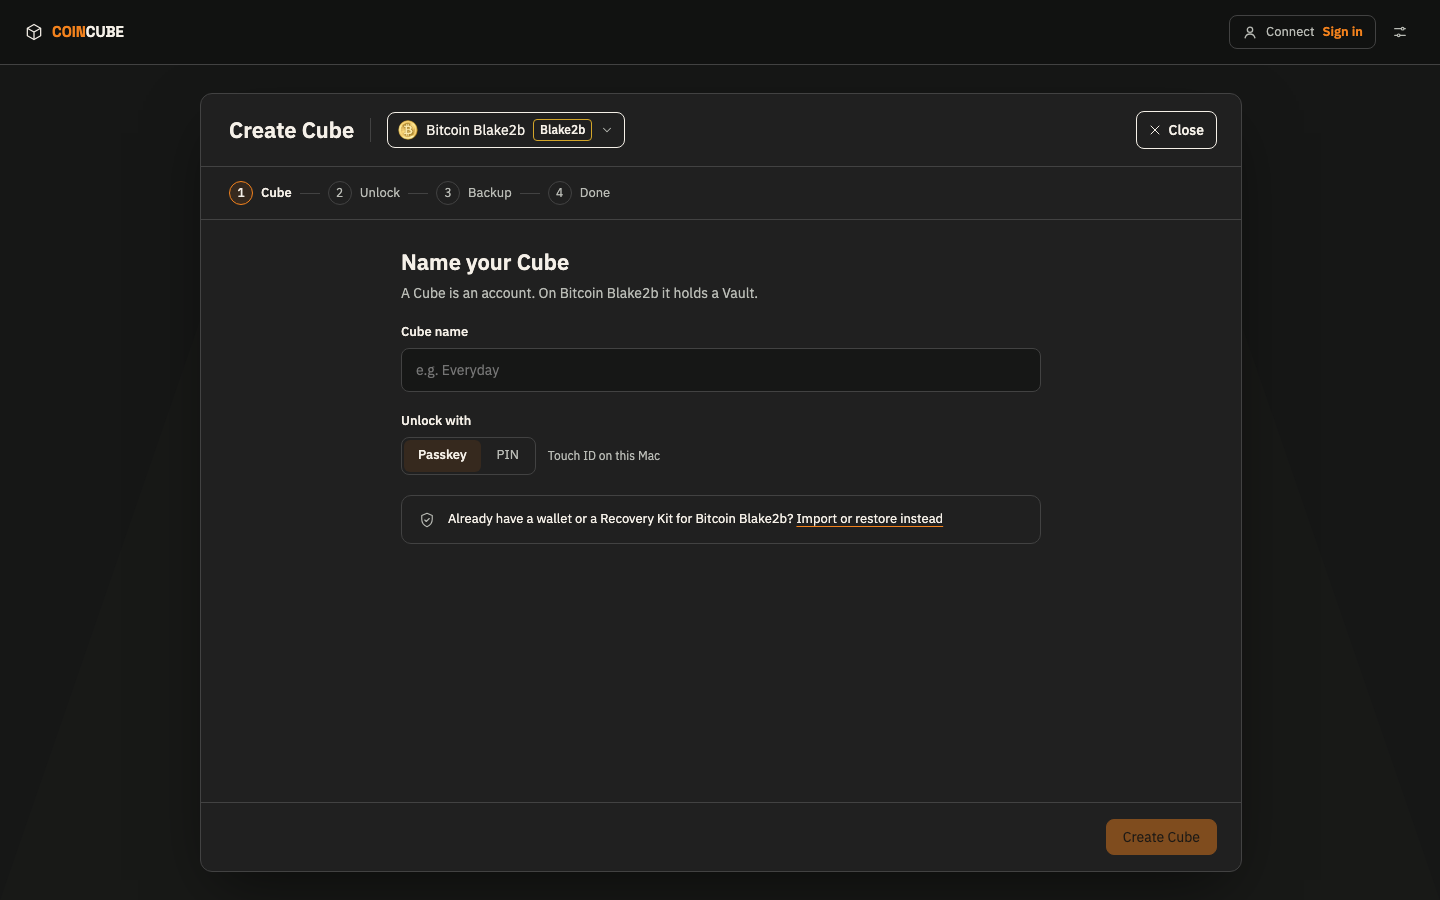 COINCUBE
Connect Sign in
Create Cube
Bitcoin Blake2b Blake2b
Close
1 Cube 2 Unlock 3 Backup 4 Done
Name your Cube
A Cube is an account. On Bitcoin Blake2b it holds a Vault.
Cube name
e.g. Everyday
Unlock with
Passkey PIN Touch ID on this Mac
Already have a wallet or a Recovery Kit for Bitcoin Blake2b? Import or restore instead
Create Cube